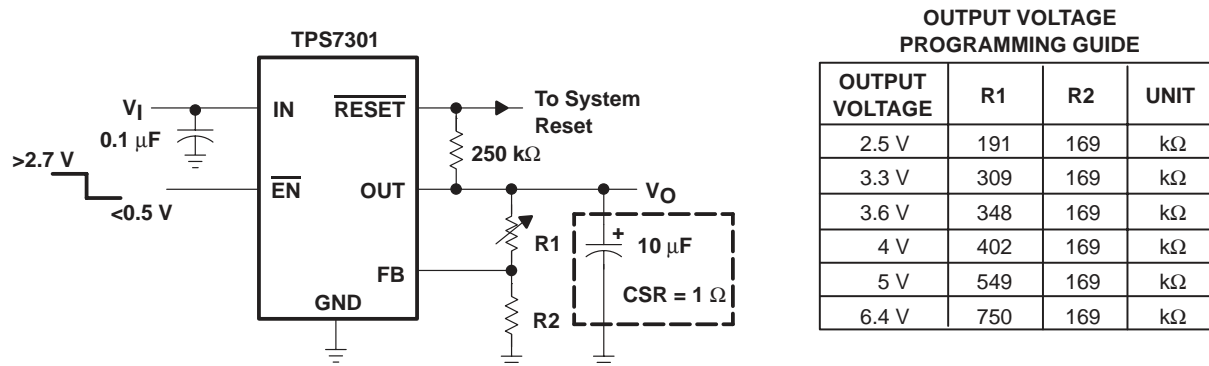 TPS7301
VI
0.1 µF
>2.7 V
<0.5 V
IN
EN
RESET
OUT
FB
GND
To System
Reset
250 kΩ
VO
R1
R2
+
10 µF
CSR = 1 Ω
OUTPUT VOLTAGE
PROGRAMMING GUIDE
OUTPUT
VOLTAGE R1 R2 UNIT
2.5 V 191 169 kΩ
3.3 V 309 169 kΩ
3.6 V 348 169 kΩ
4 V 402 169 kΩ
5 V 549 169 kΩ
6.4 V 750 169 kΩ